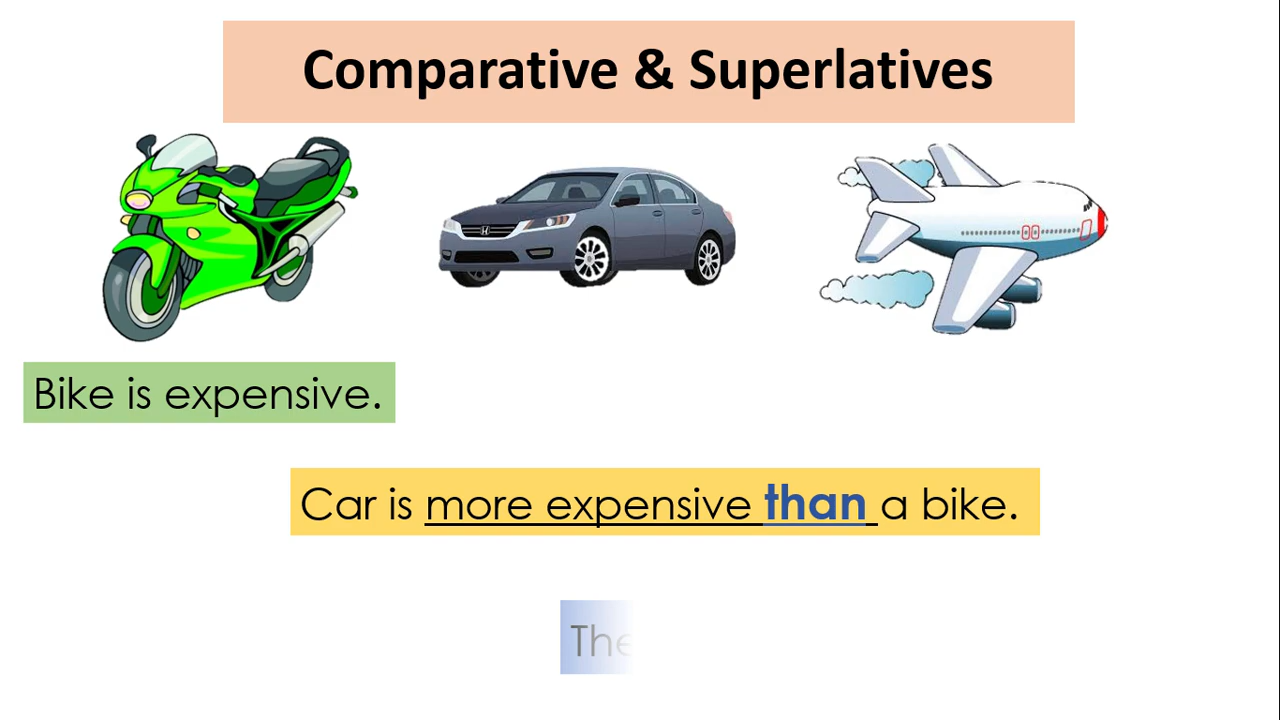 Comparative & Superlatives
Bike is expensive.
Car is more expensive than a bike.
The